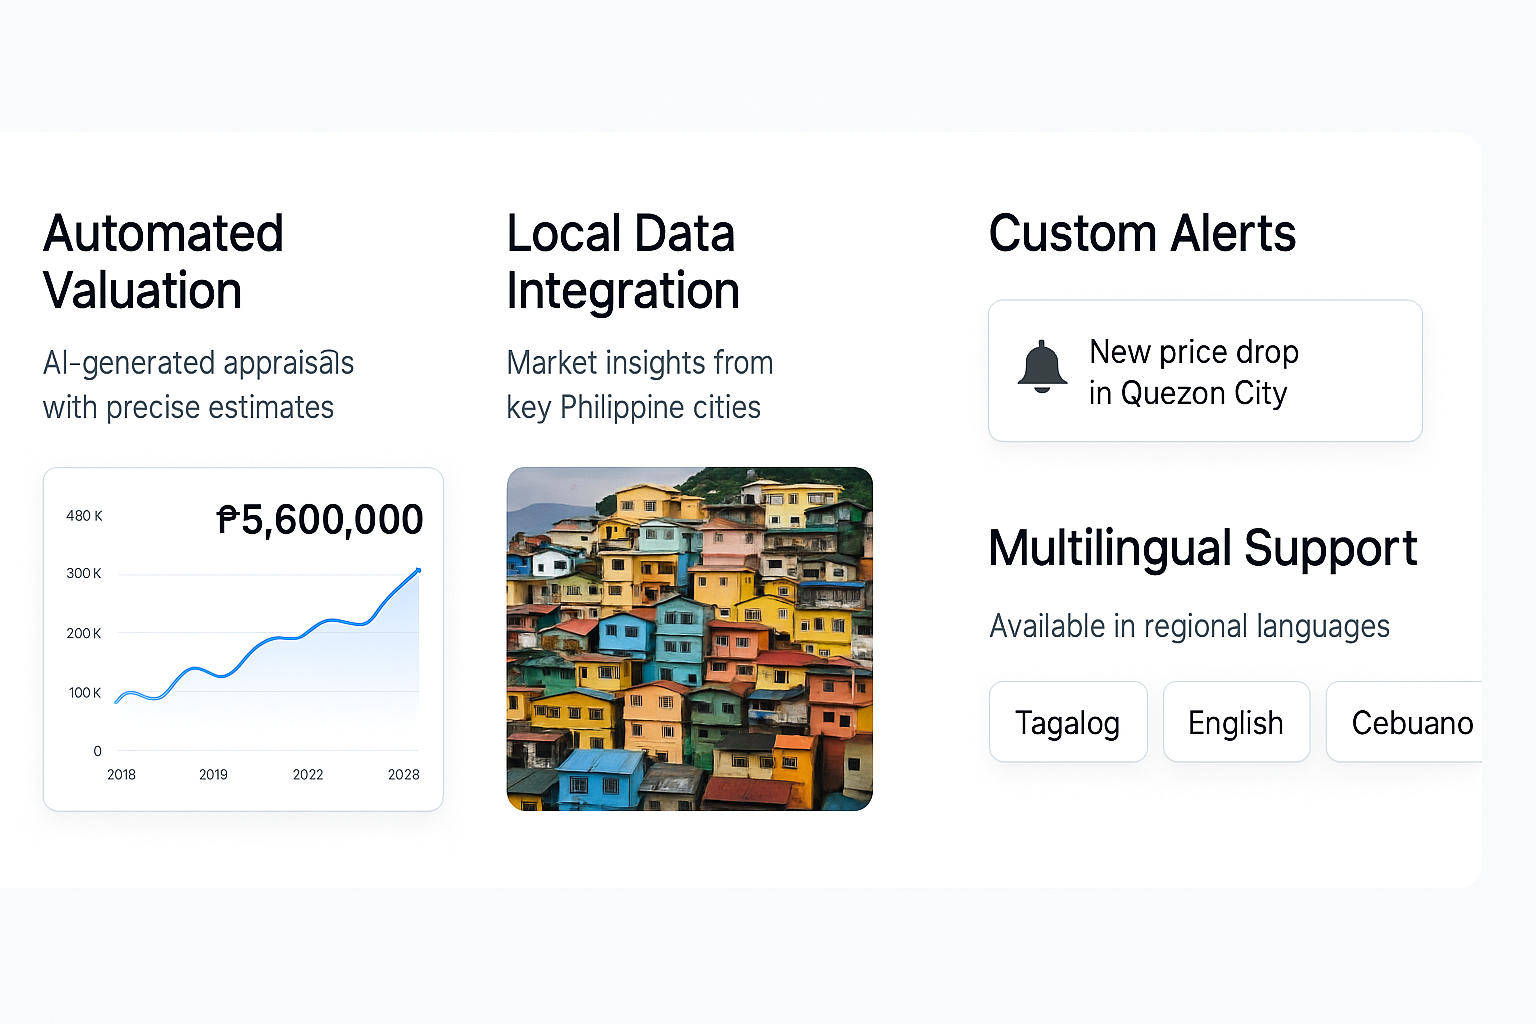 Automated
Valuation
AI-generated appraisals
with precise estimates
480 K
₱5,600,000
300 K
200 K
100 K
0
2018
2019
2022
2028
Local Data
Integration
Market insights from
key Philippine cities
Custom Alerts
New price drop
in Quezon City
Multilingual Support
Available in regional languages
Tagalog
English
Cebuano